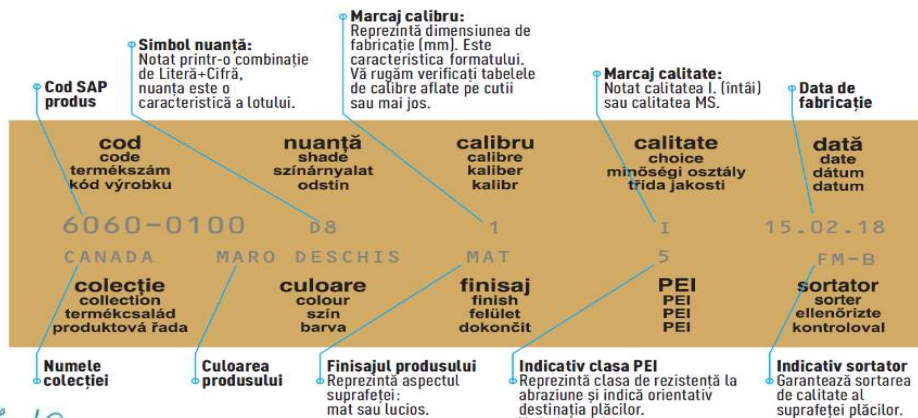 Marcaj calibru:
Reprezintă dimensiunea de
fabricație (mm). Este
caracteristica formatului.
Vă rugăm verificați tabelele
de calibre aflate pe cutii
sau mai jos.
Simbol nuanță:
Notat printr-o combinație
de Literă+Cifră,
nuanța este o
caracteristică a lotului.
Marcaj calitate:
Notat calitatea I. (întâi)
sau calitatea MS.
Cod SAP
produs
Data de
fabricație
cod nuanță calibru calitate dată
code shade calibre choice date
termékszám színárnyalat kaliber minőségi osztály dátum
kód výrobku odstín kalibr třída jakosti datum
6060-0100 D8 1 I 15.02.18
CANADA MARO DESCHIS MAT 5 FM-B
colecție culoare finisaj PEI sortator
collection colour finish PEI sorter
termékcsalád szín felület PEI ellenőrizte
produktová řada barva dokončit PEI kontroloval
Numele
colecției
Culoarea
produsului
Finisajul produsului
Reprezintă aspectul
suprafeței:
mat sau lucios.
Indicativ clasa PEI
Reprezintă clasa de rezistență la
abraziune și indică orientativ
destinația plăcilor.
Indicativ sortator
Garantează sortarea
de calitate al
suprafeței plăcilor.